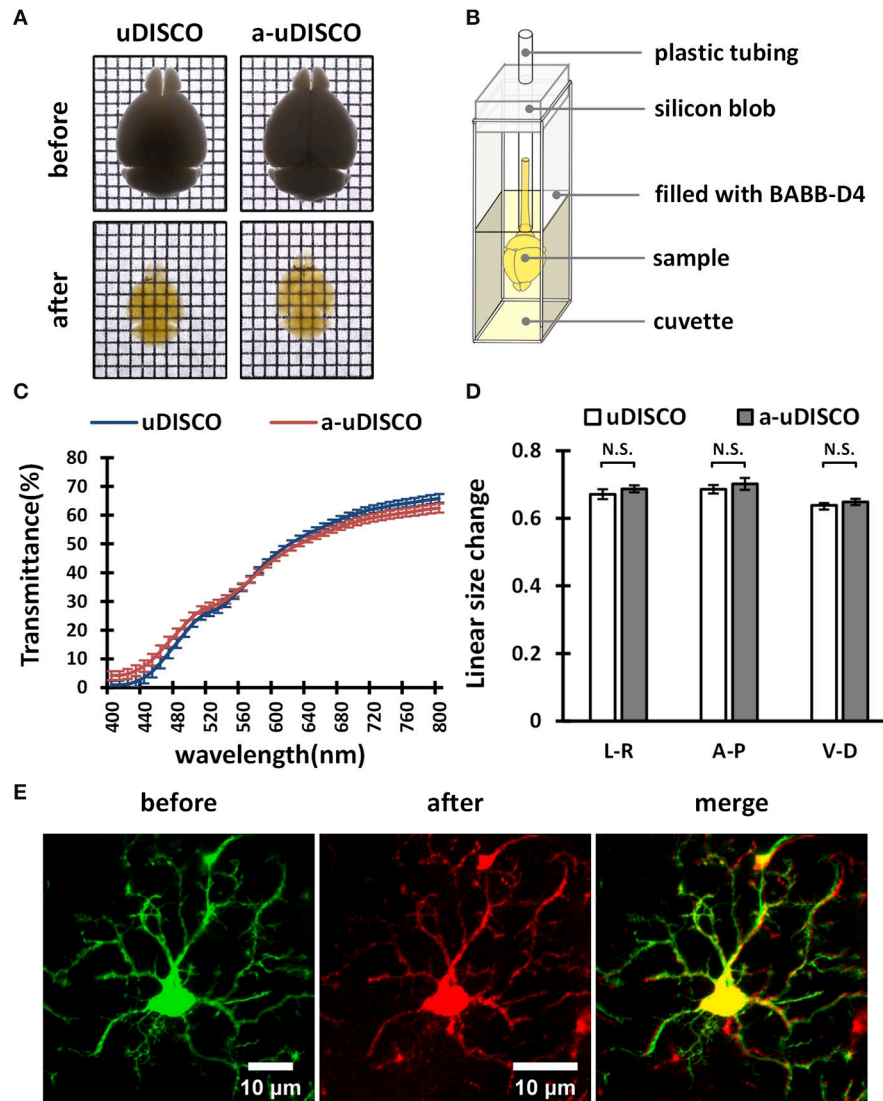 A
uDISCO
a-uDISCO
before
after
B
plastic tubing
silicon blob
filled with BABB-D4
sample
cuvette
C
uDISCO
a-uDISCO
Transmittance(%)
80
70
60
50
40
30
20
10
0
400 440 480 520 560 600 640 680 720 760 800
wavelength(nm)
D
uDISCO
a-uDISCO
Linear size change
0.8
0.6
0.4
0.2
0
N.S. N.S. N.S.
L-R A-P V-D
E
before after merge
10 µm 10 µm